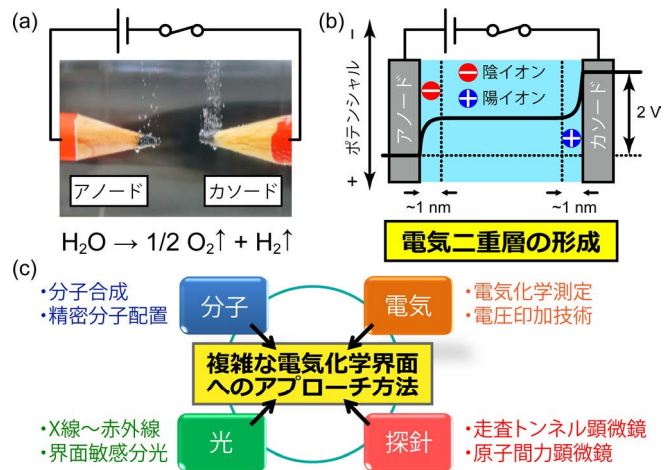 (a)
アノード
カソード
H₂O → 1/2 O₂↑ + H₂↑
(b)
−
ポテンシャル
+
アノード
− 陰イオン
+ 陽イオン
−
+
カソード
2 V
~1 nm
~1 nm
電気二重層の形成
(c)
・分子合成
・精密分子配置
分子
電気
・電気化学測定
・電圧印加技術
複雑な電気化学界面
へのアプローチ方法
・X線～赤外線
・界面敏感分光
光
探針
・走査トンネル顕微鏡
・原子間力顕微鏡